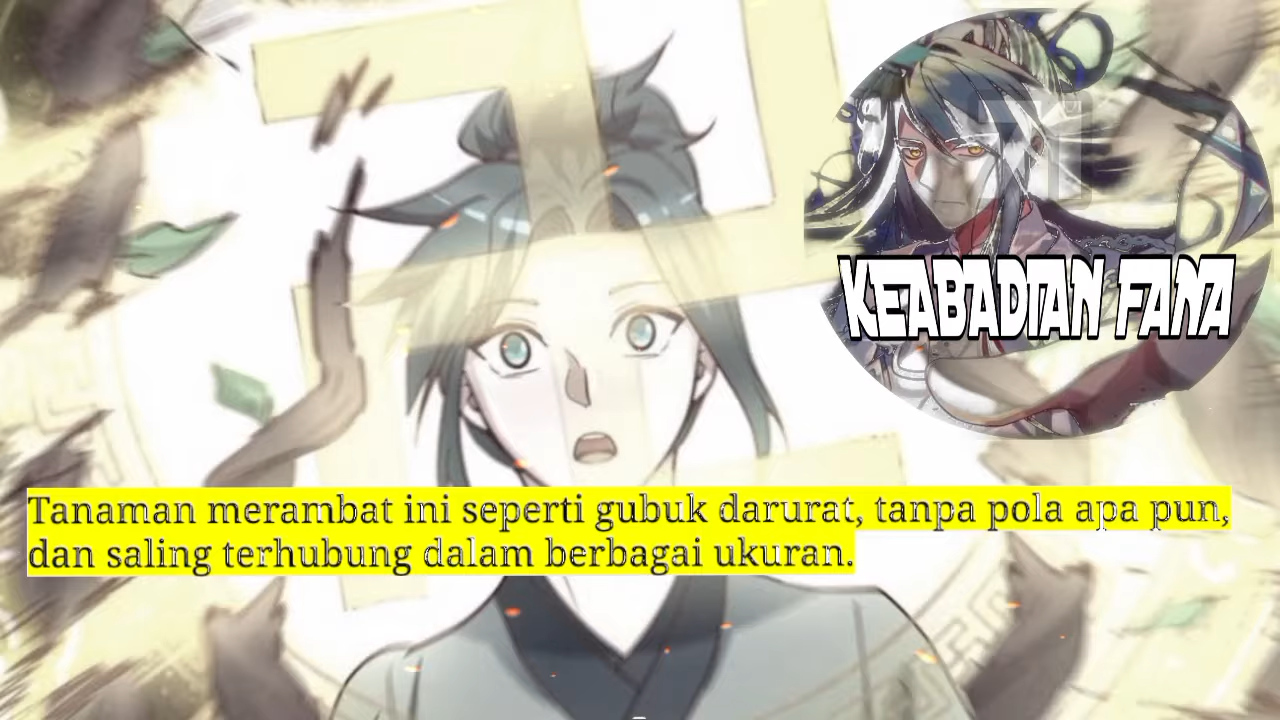 KEABADIAN FANA
Tanaman merambat ini seperti gubuk darurat, tanpa pola apa pun,
dan saling terhubung dalam berbagai ukuran.